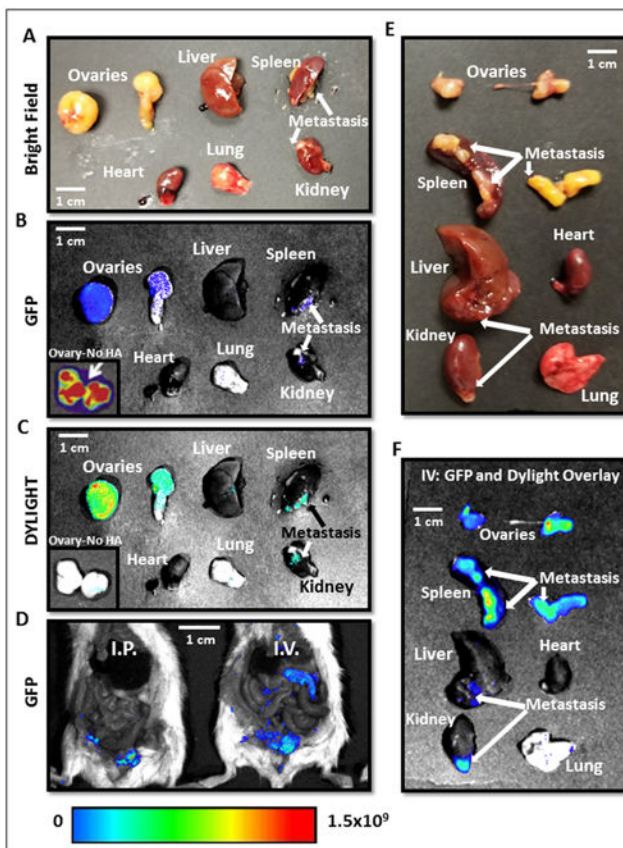 A
Bright Field
Ovaries
Liver
Spleen
Metastasis
Heart
Lung
Kidney
1 cm
B
GFP
1 cm
Ovaries
Liver
Spleen
Metastasis
Ovary-No HA
Heart
Lung
Kidney
C
DYLIGHT
1 cm
Ovaries
Liver
Spleen
Metastasis
Ovary-No HA
Heart
Lung
Kidney
D
GFP
I.P.
1 cm
I.V.
0
1.5x10⁹
E
1 cm
Ovaries
Metastasis
Spleen
Liver
Heart
Kidney
Metastasis
Lung
F
IV: GFP and Dylight Overlay
1 cm
Ovaries
Spleen
Metastasis
Liver
Heart
Kidney
Metastasis
Lung